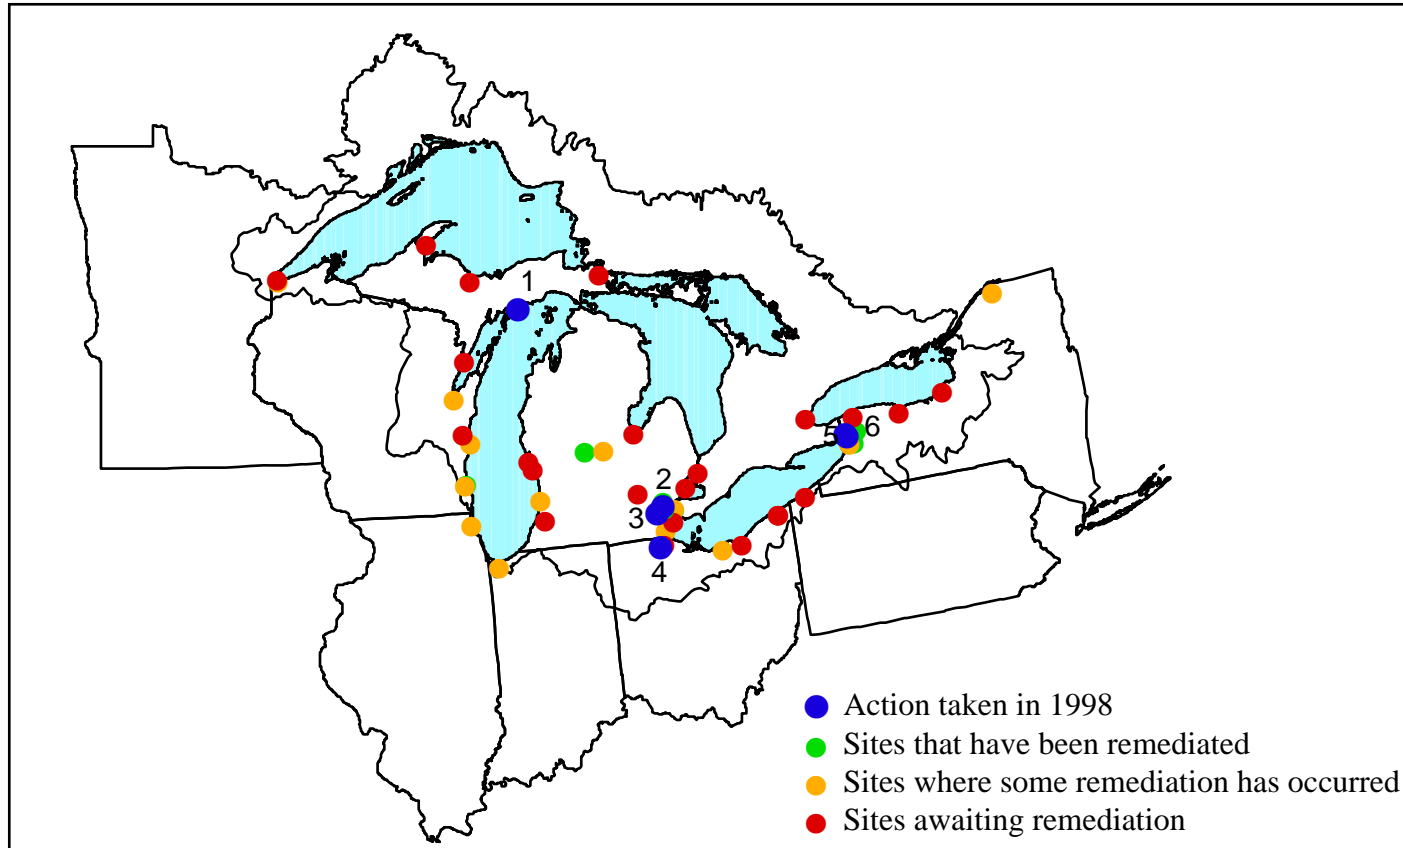 1
2
3
4
5
6
Action taken in 1998
Sites that have been remediated
Sites where some remediation has occurred
Sites awaiting remediation